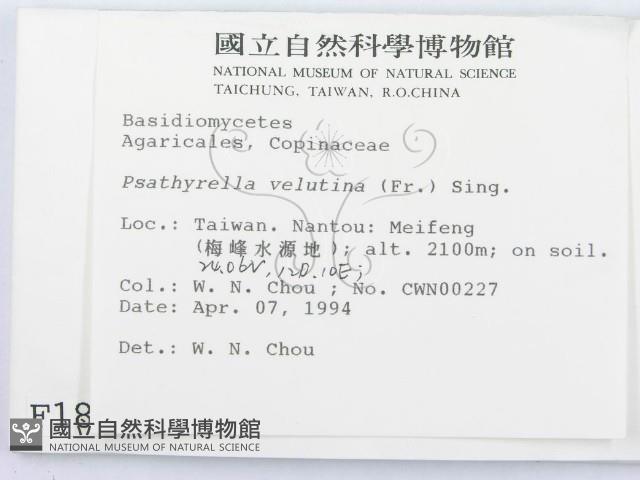 國立自然科學博物館
NATIONAL MUSEUM OF NATURAL SCIENCE
TAICHUNG, TAIWAN, R.O.CHINA
Basidiomycetes
Agaricales, Copinaceae
Psathyrella velutina (Fr.) Sing.
Loc.: Taiwan. Nantou: Meifeng
(梅峰水源地); alt. 2100m; on soil.
24.06N, 120.10E;
Col.: W. N. Chou ; No. CWN00227
Date: Apr. 07, 1994
Det.: W. N. Chou
F18
國立自然科學博物館
NATIONAL MUSEUM OF NATURAL SCIENCE